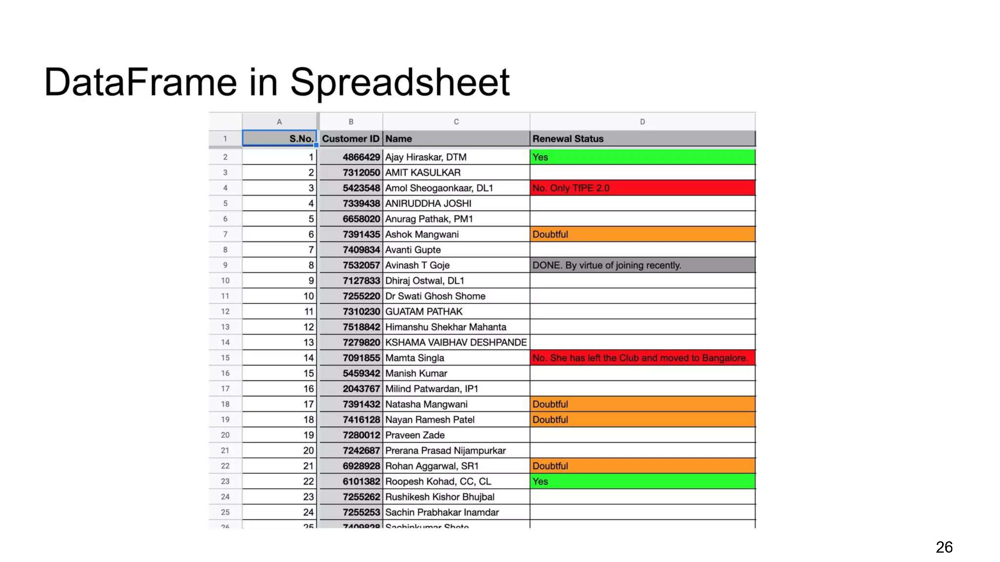 DataFrame in Spreadsheet
A B C D
1 S.No. Customer ID Name Renewal Status
2 1 4866429 Ajay Hiraskar, DTM Yes
3 2 7312050 AMIT KASULKAR
4 3 5423548 Amol Sheogaonkaar, DL1 No. Only TfPE 2.0
5 4 7339438 ANIRUDDHA JOSHI
6 5 6658020 Anurag Pathak, PM1
7 6 7391435 Ashok Mangwani Doubtful
8 7 7409834 Avanti Gupte
9 8 7532057 Avinash T Goje DONE. By virtue of joining recently.
10 9 7127833 Dhiraj Ostwal, DL1
11 10 7255220 Dr Swati Ghosh Shome
12 11 7310230 GUATAM PATHAK
13 12 7518842 Himanshu Shekhar Mahanta
14 13 7279820 KSHAMA VAIBHAV DESHPANDE
15 14 7091855 Mamta Singla No. She has left the Club and moved to Bangalore.
16 15 5459342 Manish Kumar
17 16 2043767 Milind Patwardan, IP1
18 17 7391432 Natasha Mangwani Doubtful
19 18 7416128 Nayan Ramesh Patel Doubtful
20 19 7280012 Praveen Zade
21 20 7242687 Prerana Prasad Nijampurkar
22 21 6928928 Rohan Aggarwal, SR1 Doubtful
23 22 6101382 Roopesh Kohad, CC, CL Yes
24 23 7255262 Rushikesh Kishor Bhujbal
25 24 7255253 Sachin Prabhakar Inamdar
26 25 7409828 Sachinkumar Shete
26